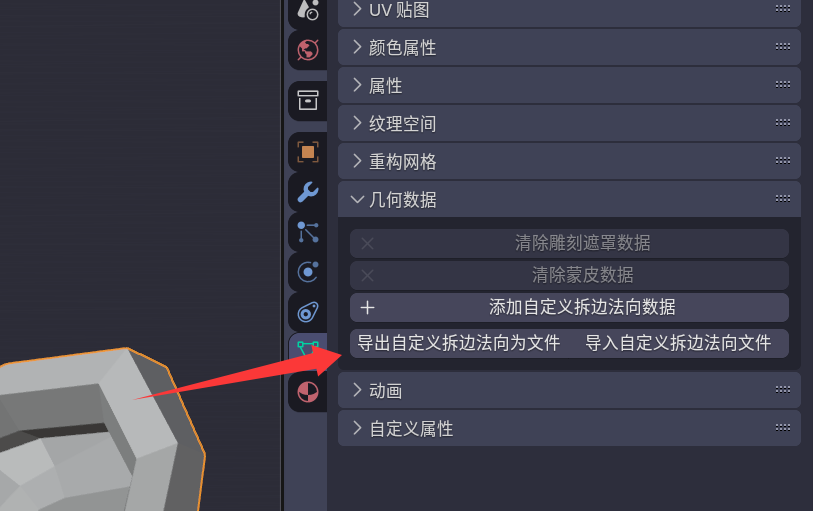 UV 贴图
颜色属性
属性
纹理空间
重构网格
几何数据
清除雕刻遮罩数据
清除蒙皮数据
添加自定义拆边法向数据
导出自定义拆边法向为文件 导入自定义拆边法向文件
动画
自定义属性